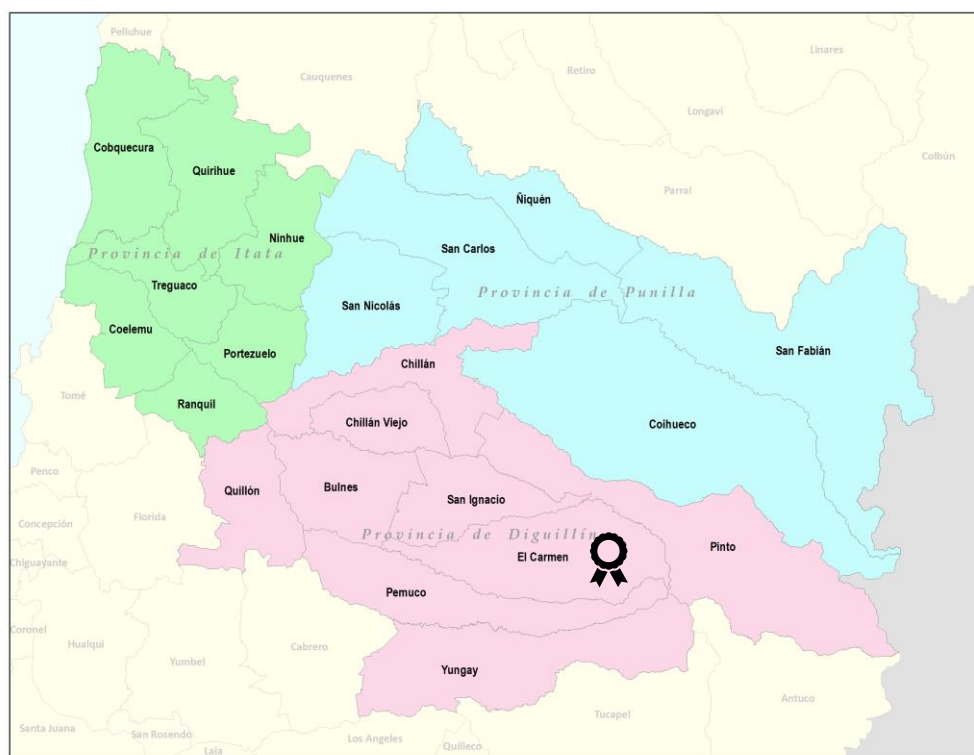 Pelluhue
Linares
Cauquenes
Retiro
Longaví
Colbún
Cobquecura
Quirihue
Parral
Ñiquén
Ninhue
San Carlos
Provincia de Itata
Treguaco
Provincia de Punilla
San Nicolás
Coelemu
Portezuelo
San Fabián
Chillán
Tomé
Ranquil
Chillán Viejo
Coihueco
Penco
Quillón
Bulnes
San Ignacio
Florida
Concepción
Provincia de Diguillín
Pinto
El Carmen
Chiguayante
Pemuco
Coronel
Hualqui
Cabrero
Yumbel
Yungay
Antuco
Tucapel
Santa Juana
San Rosendo
Los Angeles
Quilleco
Laja